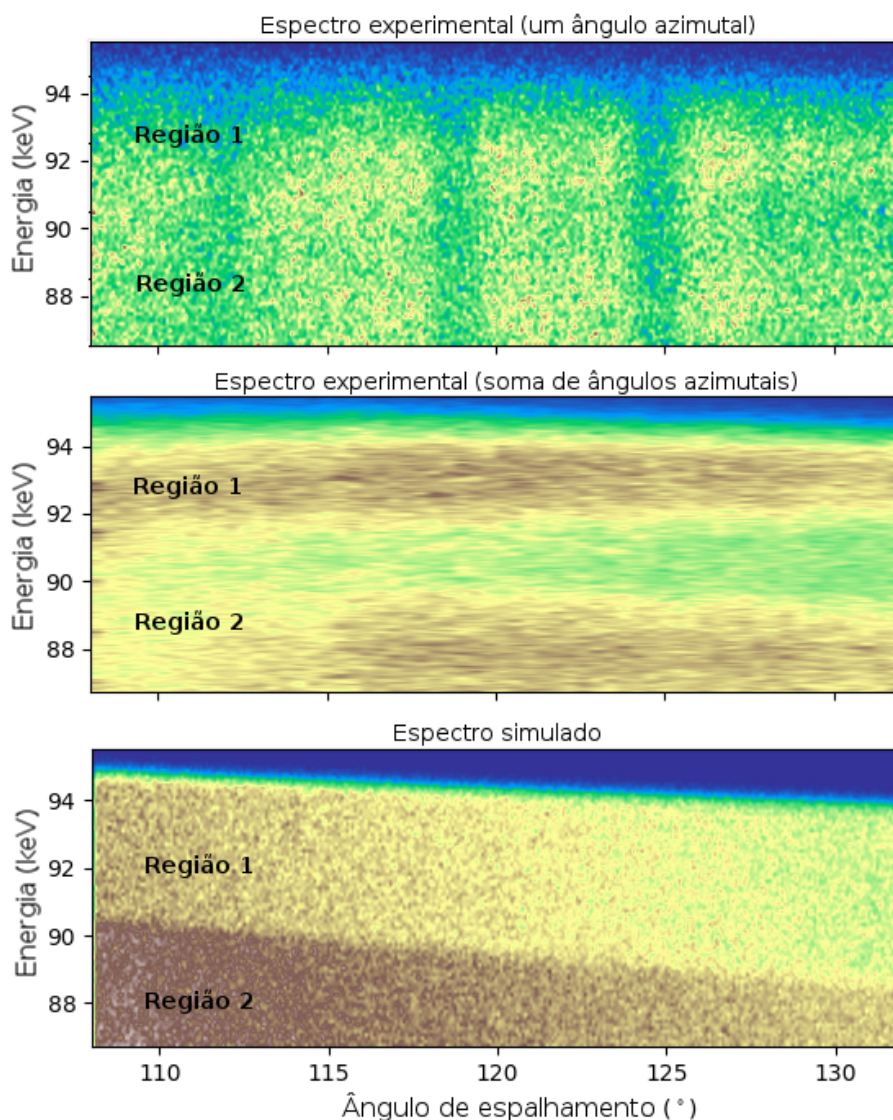 Espectro experimental (um ângulo azimutal)
Energia (keV)
94
92
90
88
Região 1
Região 2
Espectro experimental (soma de ângulos azimutais)
Energia (keV)
94
92
90
88
Região 1
Região 2
Espectro simulado
Energia (keV)
94
92
90
88
Região 1
Região 2
110 115 120 125 130
Ângulo de espalhamento (°)